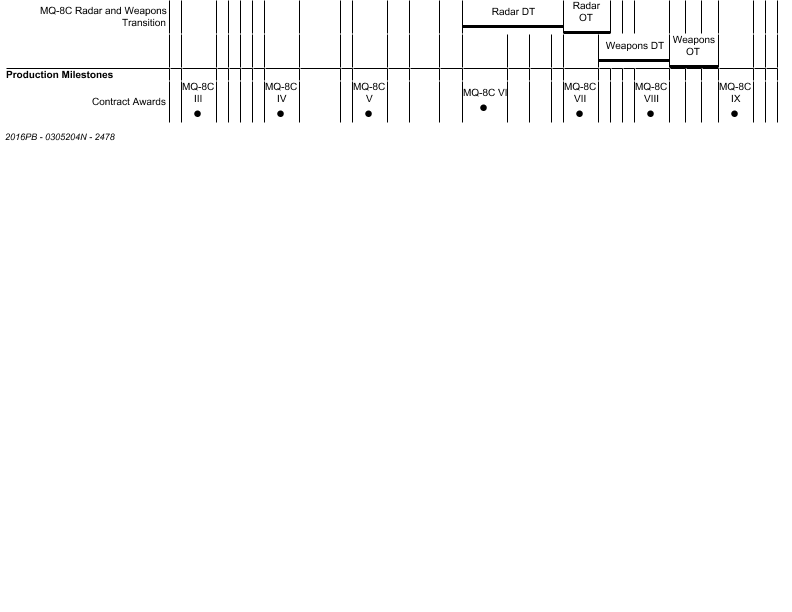 MQ-8C Radar and Weapons
Transition
Radar DT
Radar
OT
Weapons DT
Weapons
OT
Production Milestones
Contract Awards
MQ-8C
III
MQ-8C
IV
MQ-8C
V
MQ-8C VI
MQ-8C
VII
MQ-8C
VIII
MQ-8C
IX
2016PB - 0305204N - 2478